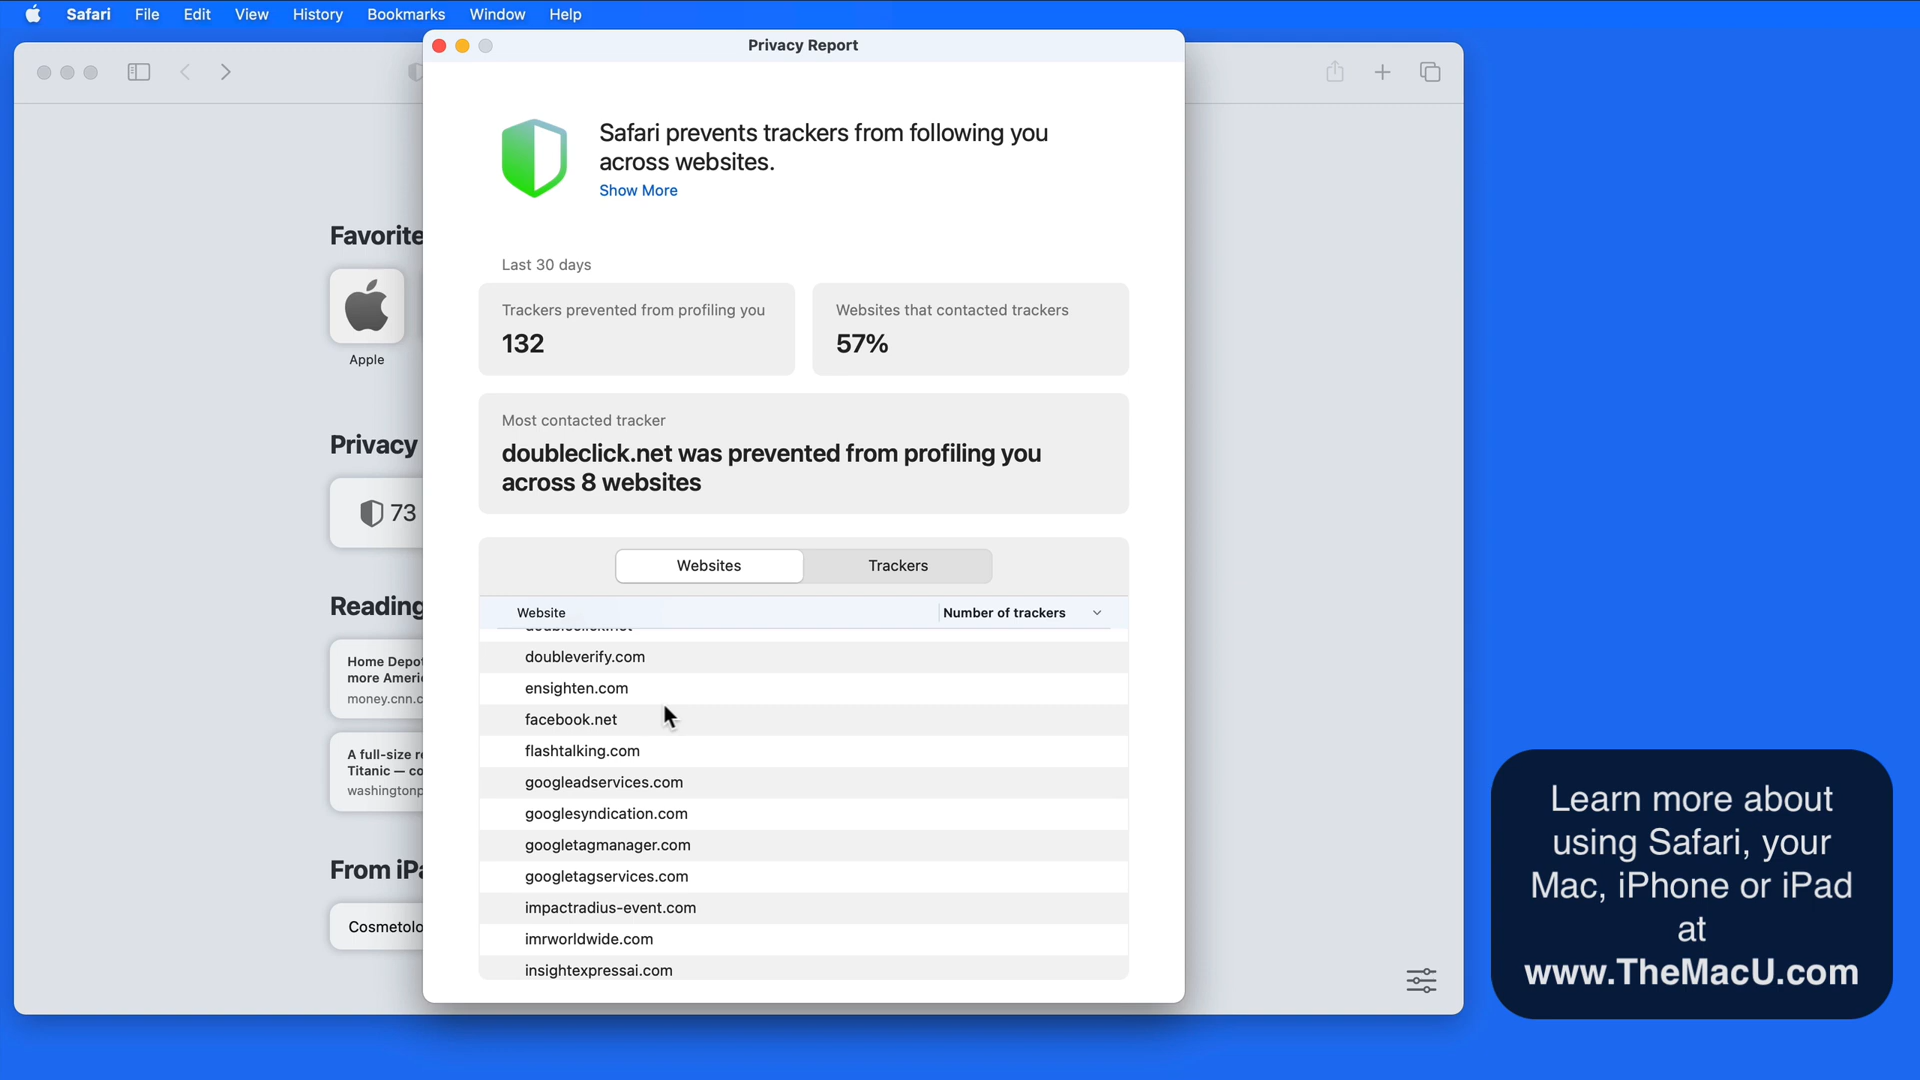 Safari File Edit View History Bookmarks Window Help
Privacy Report
Safari prevents trackers from following you
across websites.
Show More
Last 30 days
Trackers prevented from profiling you
132
Websites that contacted trackers
57%
Most contacted tracker
doubleclick.net was prevented from profiling you
across 8 websites
Websites
Trackers
Website
Number of trackers
doubleverify.com
ensighten.com
facebook.net
flashtalking.com
googleadservices.com
googlesyndication.com
googletagmanager.com
googletagservices.com
impactradius-event.com
imrworldwide.com
insightexpressai.com
Favorite
Apple
Privacy
73
Reading
Home Depot
more Ameri
money.cnn.c
A full-size r
Titanic — co
washingtonp
From iPa
Cosmetolo
Learn more about
using Safari, your
Mac, iPhone or iPad
at
www.TheMacU.com